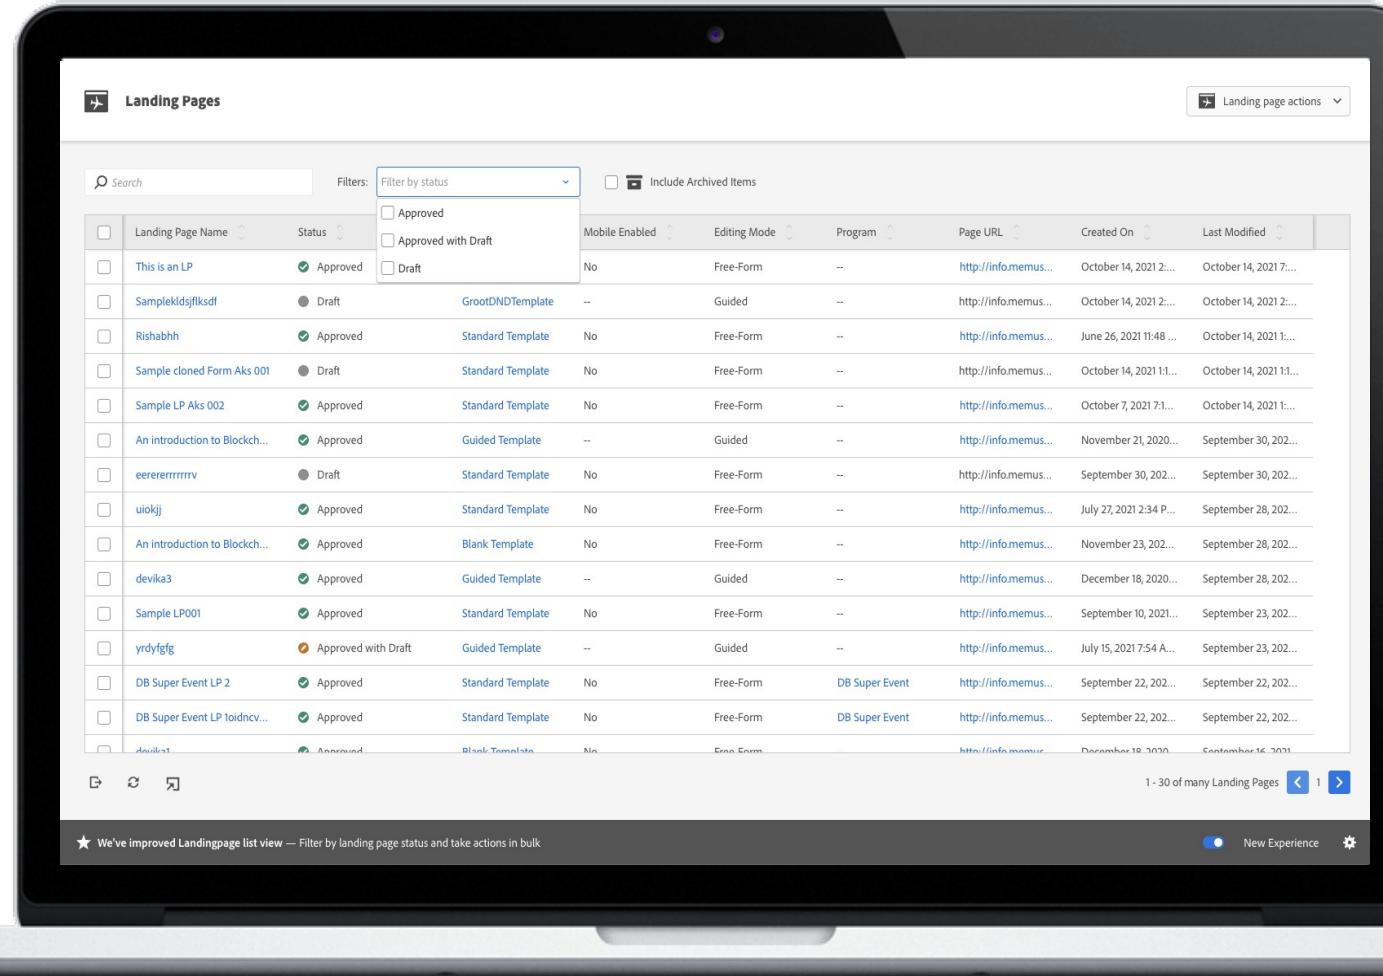 Landing Pages
Landing page actions
Search
Filters:
Filter by status
Include Archived Items
Approved
Approved with Draft
Draft
Landing Page Name Status Mobile Enabled Editing Mode Program Page URL Created On Last Modified
This is an LP Approved No Free-Form -- http://info.memus... October 14, 2021 2:... October 14, 2021 7:...
Samplekldsjflksdf Draft GrootDNDTemplate -- Guided -- http://info.memus... October 14, 2021 2:... October 14, 2021 2:...
Rishabhh Approved Standard Template No Free-Form -- http://info.memus... June 26, 2021 11:48 ... October 14, 2021 1:...
Sample cloned Form Aks 001 Draft Standard Template No Free-Form -- http://info.memus... October 14, 2021 1:1... October 14, 2021 1:1...
Sample LP Aks 002 Approved Standard Template No Free-Form -- http://info.memus... October 7, 2021 7:1... October 14, 2021 1:...
An introduction to Blockch... Approved Guided Template -- Guided -- http://info.memus... November 21, 2020... September 30, 202...
Draft Standard Template No Free-Form -- http://info.memus... September 30, 202... September 30, 202...
uiokjj Approved Standard Template No Free-Form -- http://info.memus... July 27, 2021 2:34 P... September 28, 202...
An introduction to Blockch... Approved Blank Template No Free-Form -- http://info.memus... November 23, 202... September 28, 202...
devika3 Approved Guided Template -- Guided -- http://info.memus... December 18, 2020... September 28, 202...
Sample LP001 Approved Standard Template No Free-Form -- http://info.memus... September 10, 2021... September 23, 202...
yrdyfgfg Approved with Draft Guided Template -- Guided -- http://info.memus... July 15, 2021 7:54 A... September 23, 202...
DB Super Event LP 2 Approved Standard Template No Free-Form DB Super Event http://info.memus... September 22, 202... September 22, 202...
DB Super Event LP 1oidncv... Approved Standard Template No Free-Form DB Super Event http://info.memus... September 22, 202... September 22, 202...
devika1 Approved Blank Template No Free-Form -- http://info.memus December 18, 2020 September 16, 2021
1 - 30 of many Landing Pages 1
We've improved Landingpage list view — Filter by landing page status and take actions in bulk
New Experience